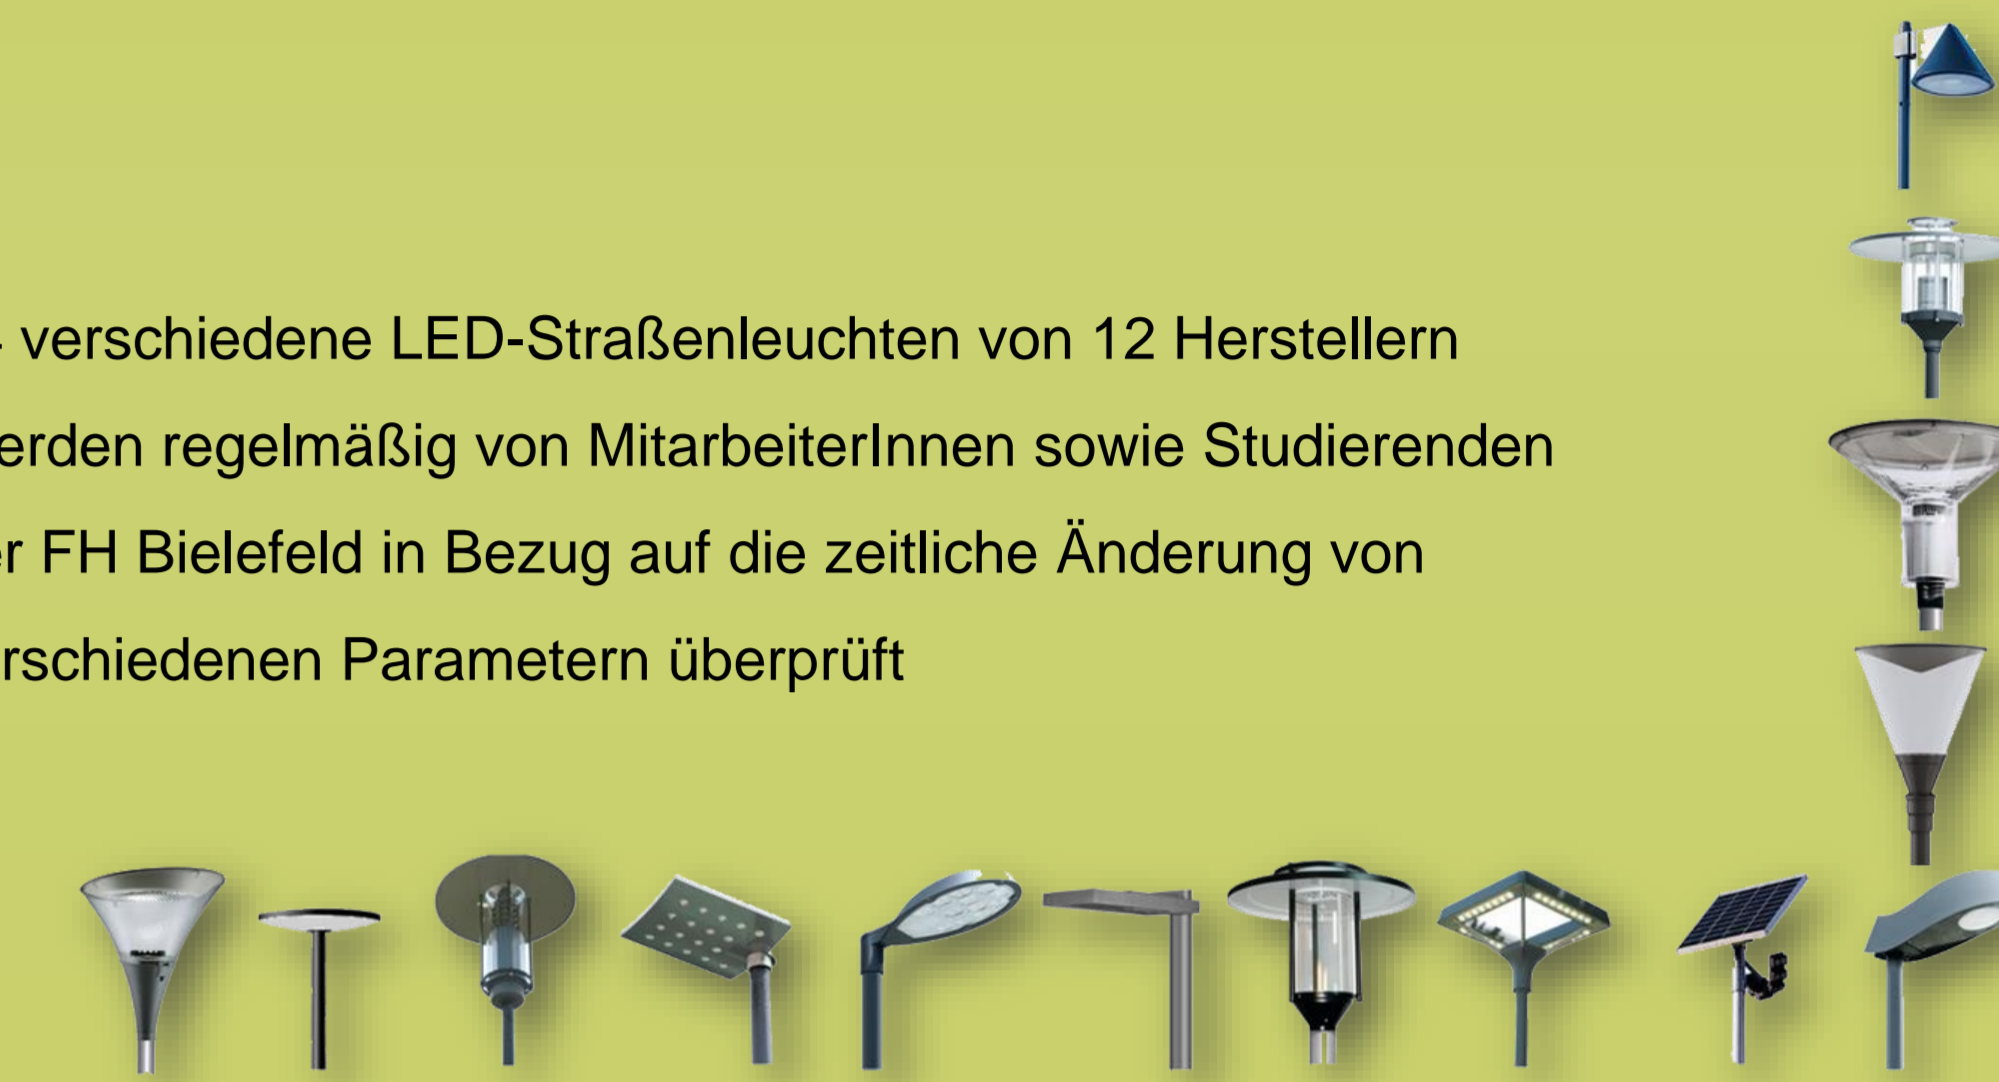 verschiedene LED-Straßenleuchten von 12 Herstellern
erden regelmäßig von MitarbeiterInnen sowie Studierenden
er FH Bielefeld in Bezug auf die zeitliche Änderung von
rschiedenen Parametern überprüft